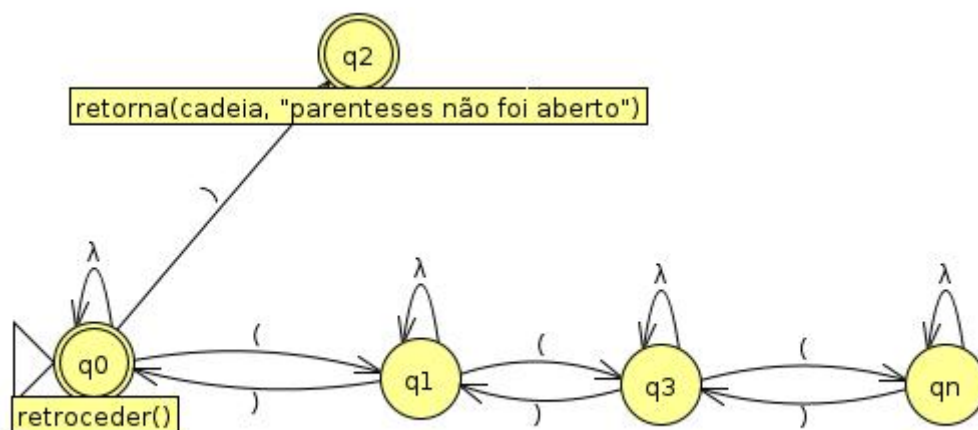 q2
retorna(cadeia, "parenteses não foi aberto")
)
λ
λ
λ
λ
(
(
(
q0
q1
q3
qn
)
)
)
retroceder()